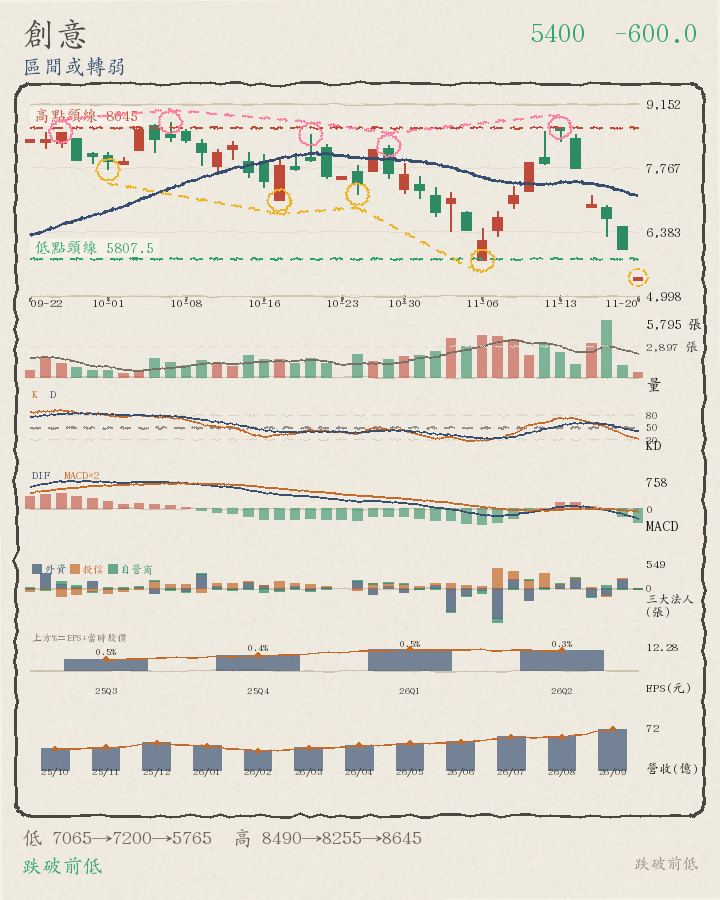 創意
5400 -600.0
區間或轉弱
高點頸線 8645
9,152
7,767
6,383
低點頸線 5807.5
4,998
09-22 10-01 10-08 10-16 10-23 10-30 11-06 11-13 11-20
5,795 張
2,897 張
量
K D
80
50
20
KD
DIF MACD×2
758
0
MACD
外資 投信 自營商
549
0
三大法人
(張)
上方%=EPS÷當時股價
0.5% 0.4% 0.5% 0.3%
12.28
25Q3 25Q4 26Q1 26Q2
EPS(元)
72
25/10 25/11 25/12 26/01 26/02 26/03 26/04 26/05 26/06 26/07 26/08 26/09
營收(億)
低 7065→7200→5765 高 8490→8255→8645
跌破前低
跌破前低